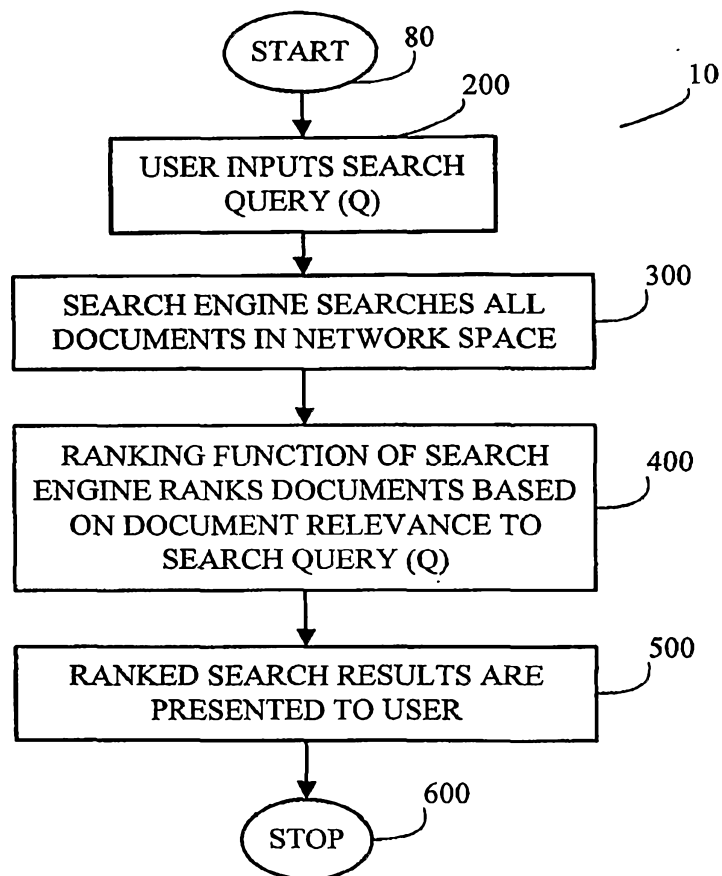 START
80
10
200
USER INPUTS SEARCH
QUERY (Q)
SEARCH ENGINE SEARCHES ALL
DOCUMENTS IN NETWORK SPACE
300
RANKING FUNCTION OF SEARCH
ENGINE RANKS DOCUMENTS BASED
ON DOCUMENT RELEVANCE TO
SEARCH QUERY (Q)
400
RANKED SEARCH RESULTS ARE
PRESENTED TO USER
500
STOP
600